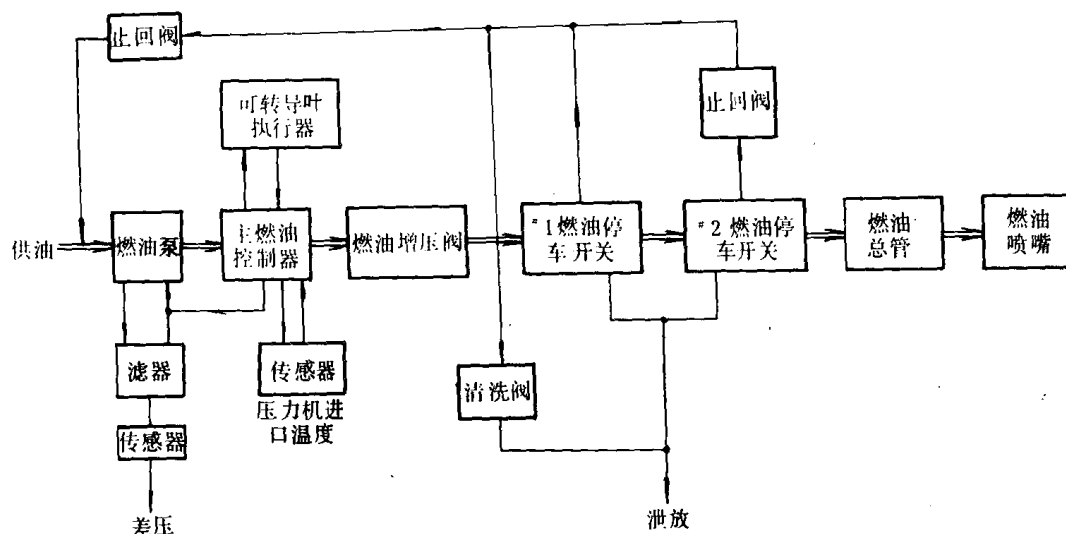 止回阀
可转导叶
执行器
止回阀
供油
燃油泵
主燃油
控制器
燃油增压阀
#1燃油停
车开关
#2燃油停
车开关
燃油
总管
燃油
喷嘴
滤器
传感器
压力机进
口温度
清洗阀
传感器
差压
泄放